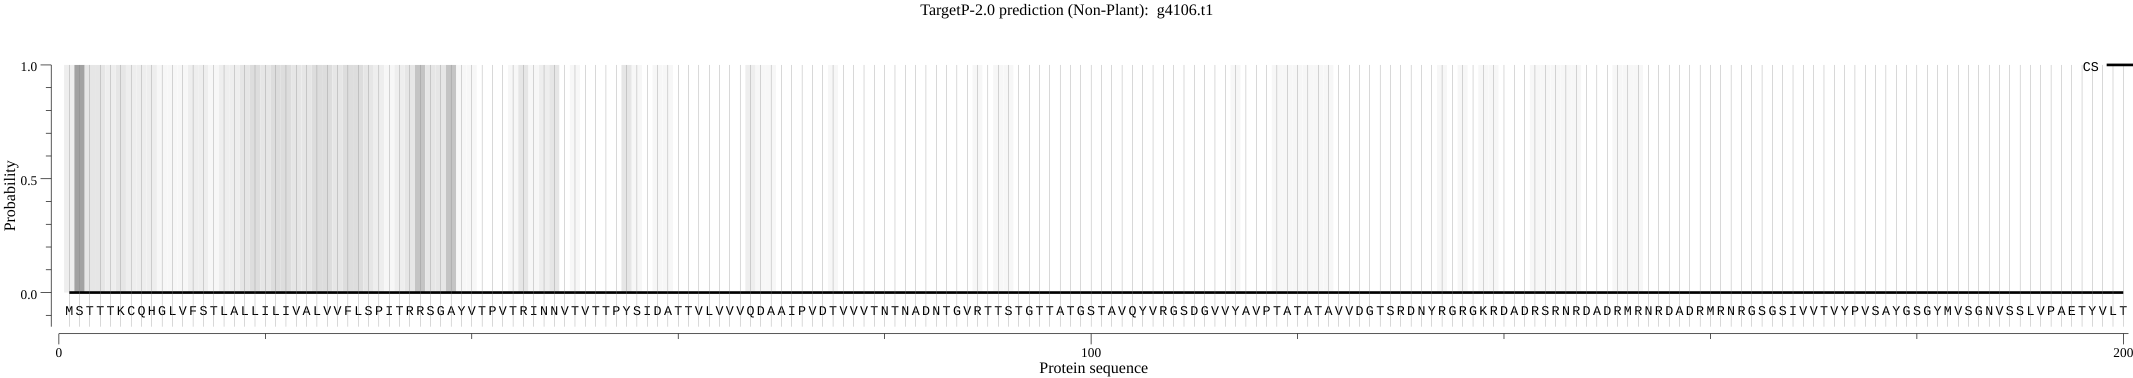 TargetP-2.0 prediction (Non-Plant): g4106.t1
1.0
CS
0.5
Probability
0.0
MSTTTKCQHGLVFSTLALLILIVALVVFLSPITRRSGAYVTPVTRINNVTVTTPYSIDATTVLVVVQDAAIPVDTVVVTNTNADNTGVRTTSTGTTATGSTAVQYVRGSDGVVYAVPTATATAVVDGTSRDNYRGRGKRDADRSRNRDADRMRNRDADRMRNRGSGSIVVTVYPVSAYGSGYMVSGNVSSLVPAETYVLT
0
100
200
Protein sequence